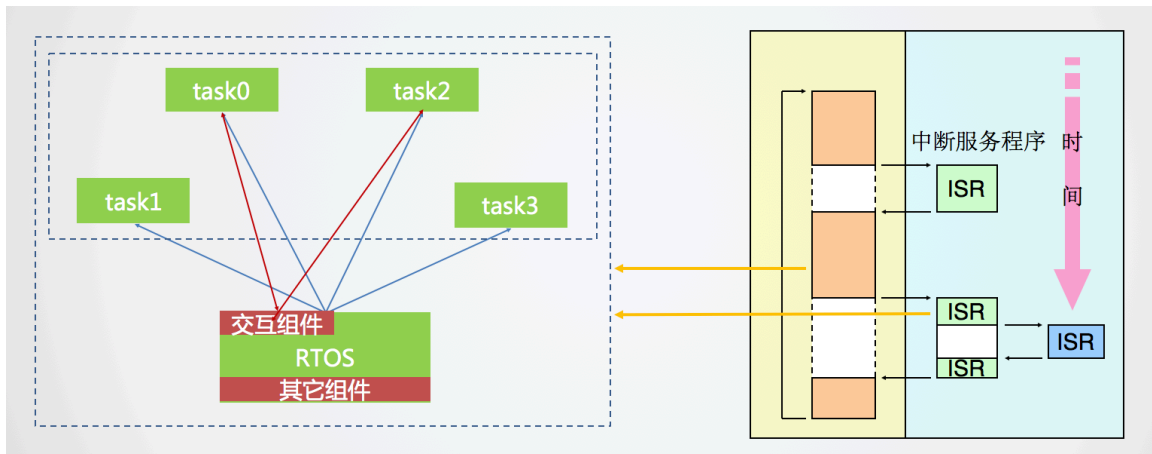 task0
task2
task1
task3
交互组件
RTOS
其它组件
中断服务程序
时
间
ISR
ISR
ISR
ISR